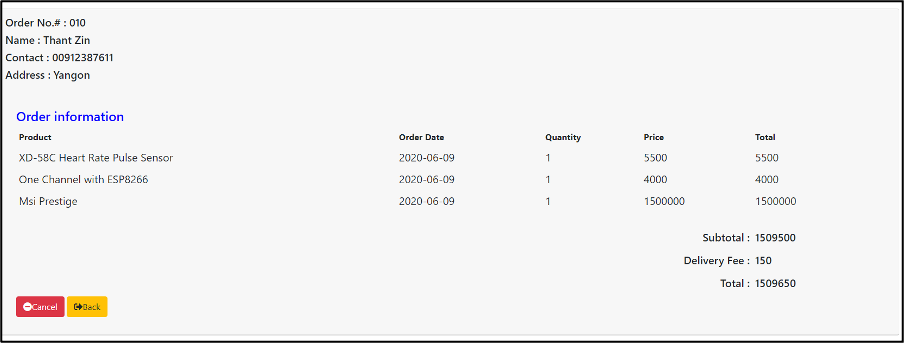 Order No.# : 010
Name : Thant Zin
Contact : 00912387611
Address : Yangon
Order information
Product Order Date Quantity Price Total
XD-58C Heart Rate Pulse Sensor 2020-06-09 1 5500 5500
One Channel with ESP8266 2020-06-09 1 4000 4000
Msi Prestige 2020-06-09 1 1500000 1500000
Subtotal : 1509500
Delivery Fee : 150
Total : 1509650
Cancel Back